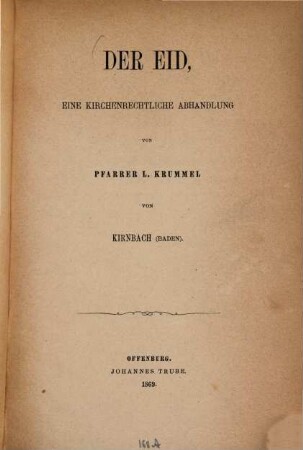 DER EID,
EINE KIRCHENRECHTLICHE ABHANDLUNG
VON
PFARRER L. KRUMMEL
VON
KIRNBACH (BADEN).
OFFENBURG.
JOHANNES TRUBE.
1869.